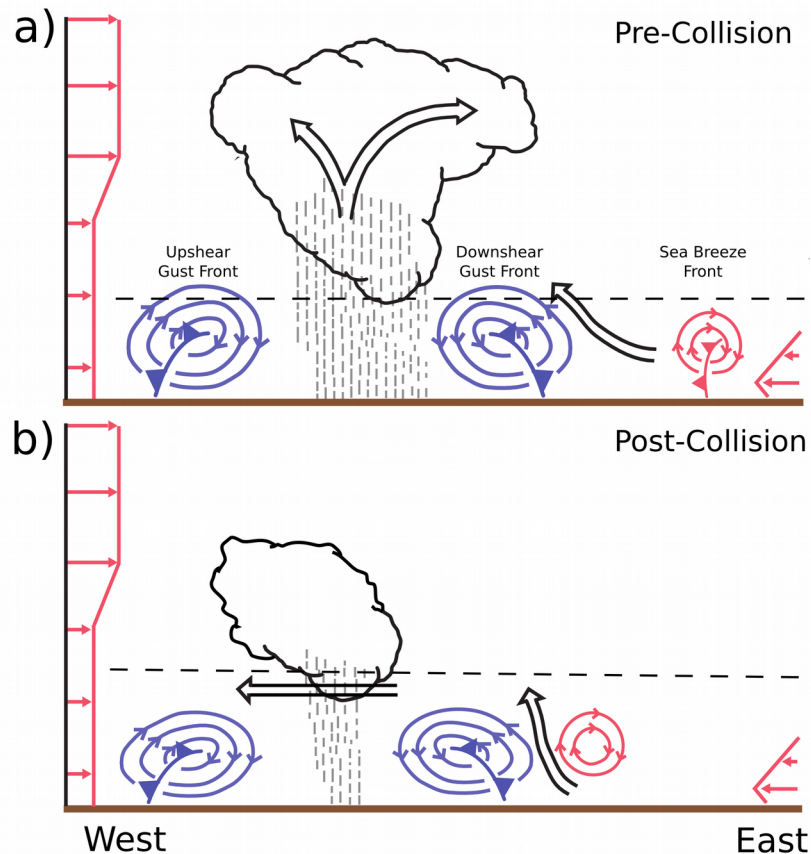 a)
Pre-Collision
Upshear
Gust Front
Downshear
Gust Front
Sea Breeze
Front
b)
Post-Collision
West
East